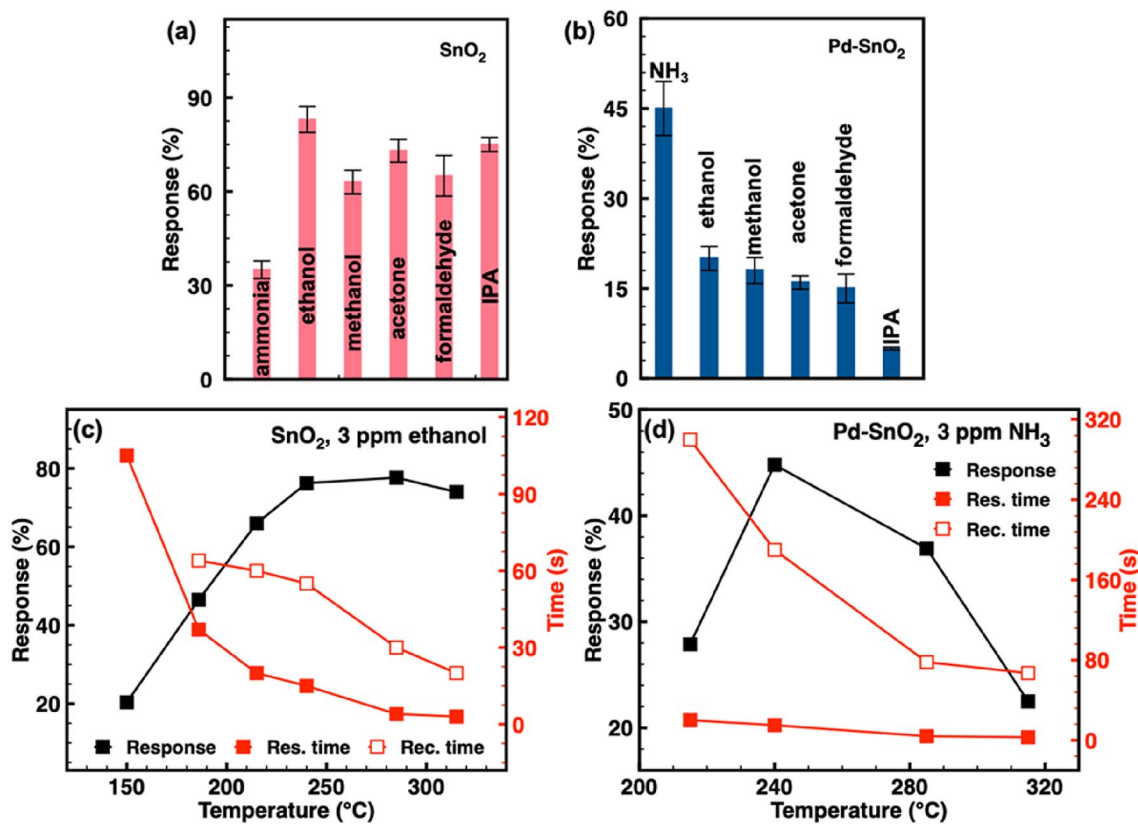 (a)
SnO₂
Response (%)
90
60
30
0
ammonia
ethanol
methanol
acetone
formaldehyde
IPA
(b)
Pd-SnO₂
Response (%)
60
45
30
15
0
NH₃
ethanol
methanol
acetone
formaldehyde
IPA
(c)
SnO₂, 3 ppm ethanol
Response (%)
80
60
40
20
Time (s)
120
90
60
30
0
Response
Res. time
Rec. time
150
200
250
300
Temperature (°C)
(d)
Pd-SnO₂, 3 ppm NH₃
Response
Res. time
Rec. time
Response (%)
50
40
30
20
Time (s)
320
240
160
80
0
200
240
280
320
Temperature (°C)